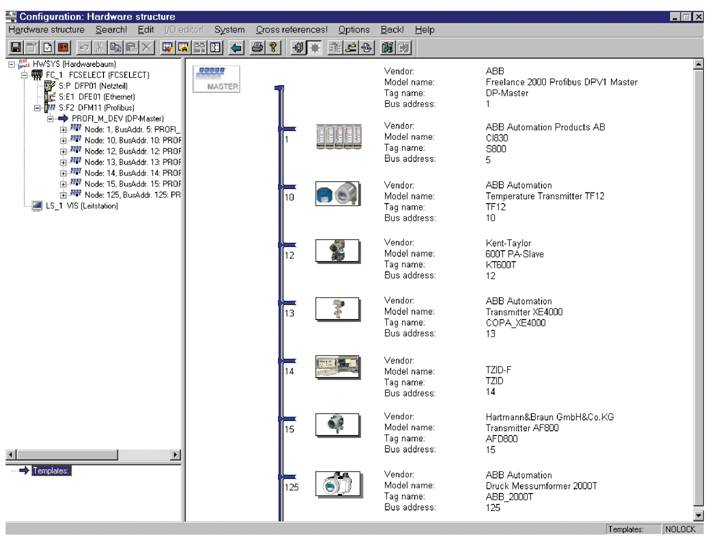 Configuration: Hardware structure
Hardware structure Search! Edit I/O editor! System Cross references! Options Back! Help
HWSYS (Hardwarebaum)
FC_1 FCSELECT (FCSELECT)
S:P DFP01 (Netzteil)
S:E1 DFE01 (Ethernet)
S:F2 DFM11 (Profibus)
PROFI_M_DEV (DP-Master)
Node: 1, BusAddr. 5: PROFI_
Node: 10, BusAddr. 10: PROF
Node: 12, BusAddr. 12: PROF
Node: 13, BusAddr. 13: PROF
Node: 14, BusAddr. 14: PROF
Node: 15, BusAddr. 15: PROF
Node: 125, BusAddr. 125: PR
LS_1 VIS (Leitstation)
Templates:
MASTER
Vendor: ABB
Model name: Freelance 2000 Profibus DPV1 Master
Tag name: DP-Master
Bus address: 1
1
Vendor: ABB Automation Products AB
Model name: CI830
Tag name: S800
Bus address: 5
10
Vendor: ABB Automation
Model name: Temperature Transmitter TF12
Tag name: TF12
Bus address: 10
12
Vendor: Kent-Taylor
Model name: 600T PA-Slave
Tag name: KT600T
Bus address: 12
13
Vendor: ABB Automation
Model name: Transmitter XE4000
Tag name: COPA_XE4000
Bus address: 13
14
Vendor:
Model name: TZID-F
Tag name: TZID
Bus address: 14
15
Vendor: Hartmann&Braun GmbH&Co.KG
Model name: Transmitter AF800
Tag name: AFD800
Bus address: 15
125
Vendor: ABB Automation
Model name: Druck Messumformer 2000T
Tag name: ABB_2000T
Bus address: 125
Templates: NOLOCK